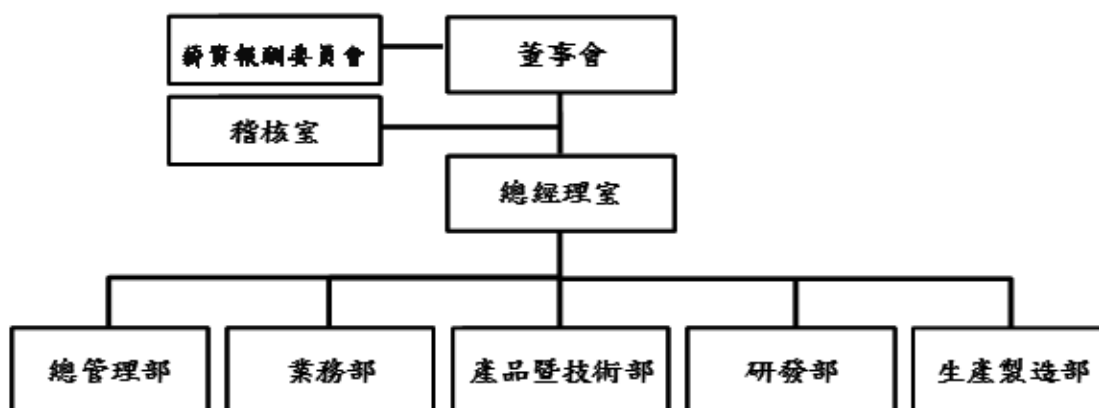 薪資報酬委員會
董事會
稽核室
總經理室
總管理部
業務部
產品暨技術部
研發部
生產製造部